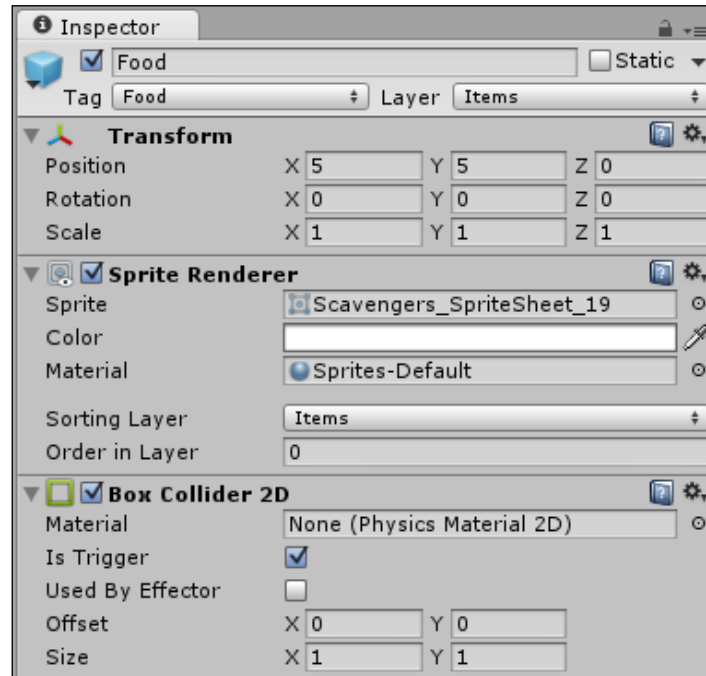 Inspector
Food Static
Tag Food Layer Items
Transform
Position X 5 Y 5 Z 0
Rotation X 0 Y 0 Z 0
Scale X 1 Y 1 Z 1
Sprite Renderer
Sprite Scavengers_SpriteSheet_19
Color
Material Sprites-Default
Sorting Layer Items
Order in Layer 0
Box Collider 2D
Material None (Physics Material 2D)
Is Trigger
Used By Effector
Offset X 0 Y 0
Size X 1 Y 1